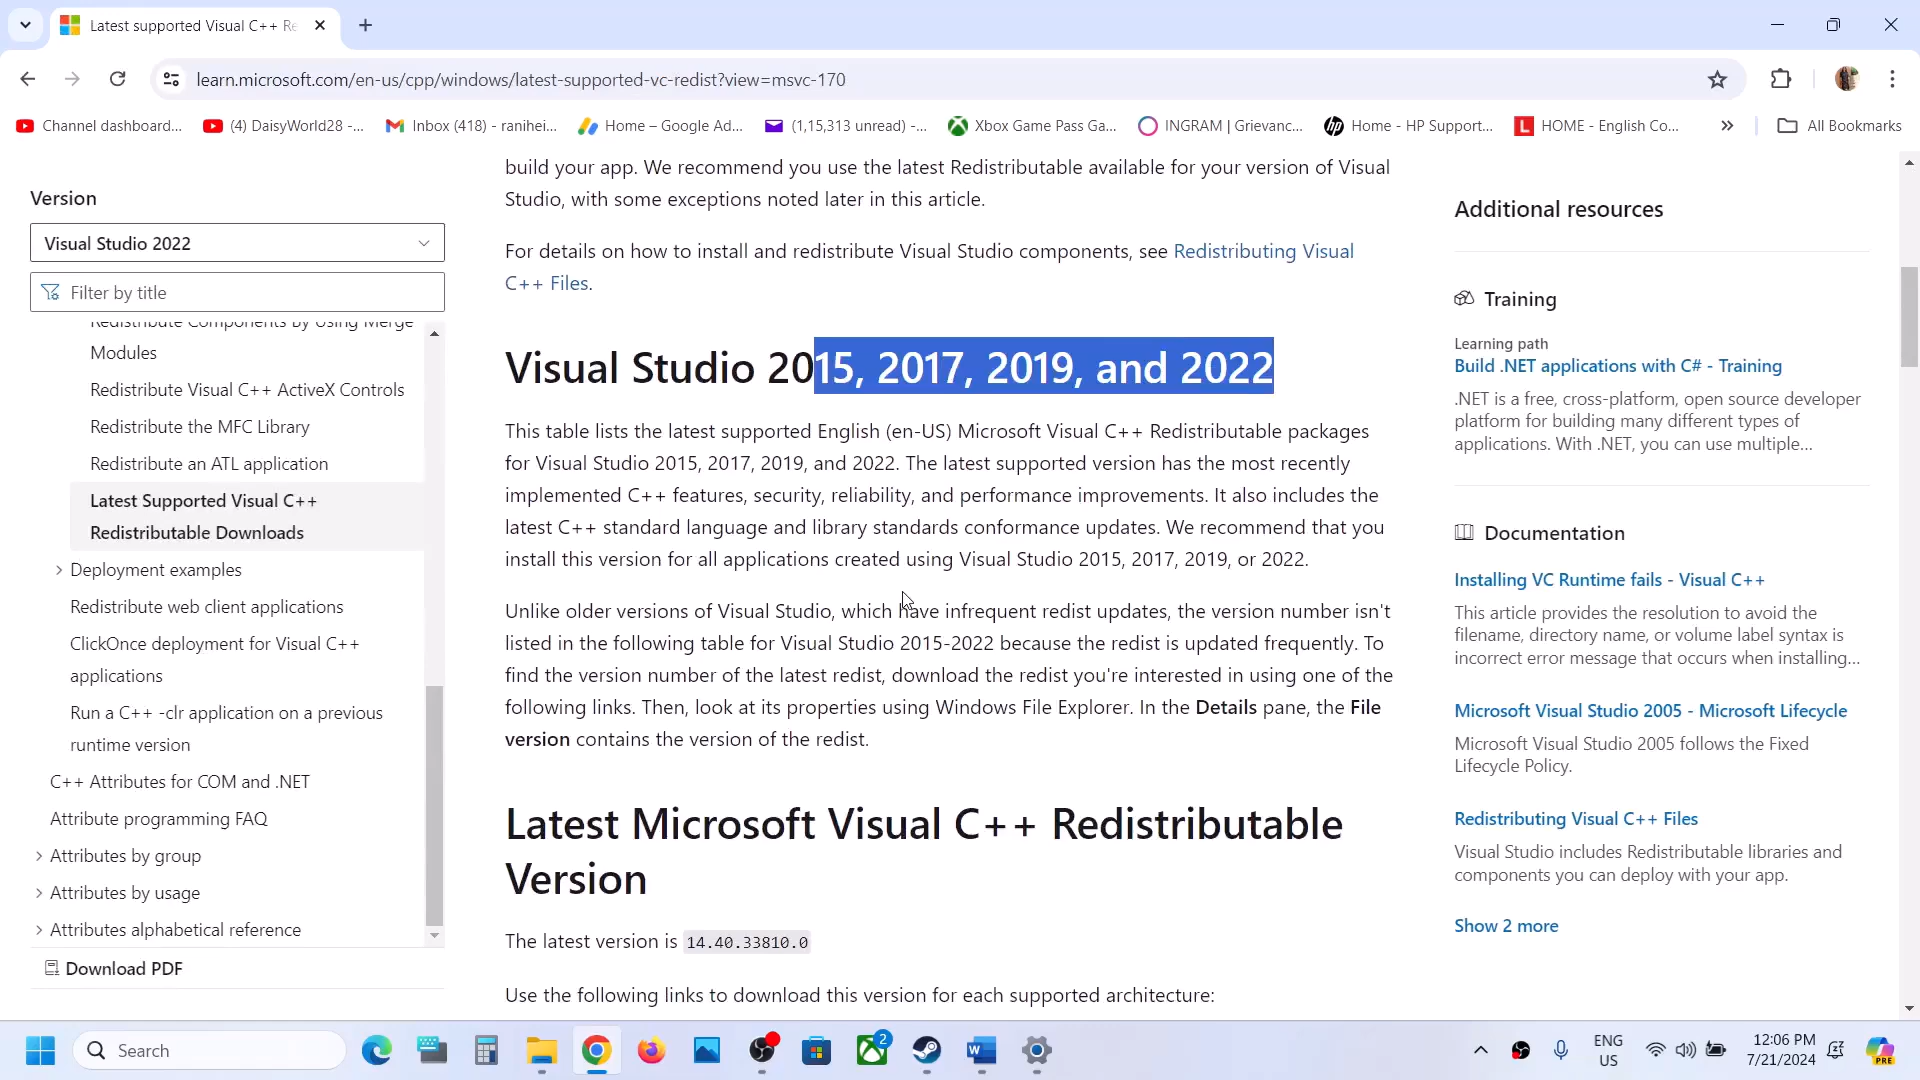 Latest supported Visual C++ Re
learn.microsoft.com/en-us/cpp/windows/latest-supported-vc-redist?view=msvc-170
Channel dashboard...
(4) DaisyWorld28 -...
Inbox (418) - ranihei...
Home – Google Ad...
(1,15,313 unread) -...
Xbox Game Pass Ga...
INGRAM | Grievanc...
Home - HP Support...
HOME - English Co...
All Bookmarks
Version
Visual Studio 2022
Filter by title
Redistribute Components By Using Merge
Modules
Redistribute Visual C++ ActiveX Controls
Redistribute the MFC Library
Redistribute an ATL application
Latest Supported Visual C++
Redistributable Downloads
Deployment examples
Redistribute web client applications
ClickOnce deployment for Visual C++
applications
Run a C++ -clr application on a previous
runtime version
C++ Attributes for COM and .NET
Attribute programming FAQ
Attributes by group
Attributes by usage
Attributes alphabetical reference
Download PDF
build your app. We recommend you use the latest Redistributable available for your version of Visual
Studio, with some exceptions noted later in this article.
For details on how to install and redistribute Visual Studio components, see Redistributing Visual
C++ Files.
Visual Studio 2015, 2017, 2019, and 2022
This table lists the latest supported English (en-US) Microsoft Visual C++ Redistributable packages
for Visual Studio 2015, 2017, 2019, and 2022. The latest supported version has the most recently
implemented C++ features, security, reliability, and performance improvements. It also includes the
latest C++ standard language and library standards conformance updates. We recommend that you
install this version for all applications created using Visual Studio 2015, 2017, 2019, or 2022.
Unlike older versions of Visual Studio, which have infrequent redist updates, the version number isn't
listed in the following table for Visual Studio 2015-2022 because the redist is updated frequently. To
find the version number of the latest redist, download the redist you're interested in using one of the
following links. Then, look at its properties using Windows File Explorer. In the Details pane, the File
version contains the version of the redist.
Latest Microsoft Visual C++ Redistributable
Version
The latest version is 14.40.33810.0
Use the following links to download this version for each supported architecture:
Additional resources
Training
Learning path
Build .NET applications with C# - Training
.NET is a free, cross-platform, open source developer
platform for building many different types of
applications. With .NET, you can use multiple...
Documentation
Installing VC Runtime fails - Visual C++
This article provides the resolution to avoid the
filename, directory name, or volume label syntax is
incorrect error message that occurs when installing...
Microsoft Visual Studio 2005 - Microsoft Lifecycle
Microsoft Visual Studio 2005 follows the Fixed
Lifecycle Policy.
Redistributing Visual C++ Files
Visual Studio includes Redistributable libraries and
components you can deploy with your app.
Show 2 more
Search
2
ENG
US
12:06 PM
7/21/2024
PRE